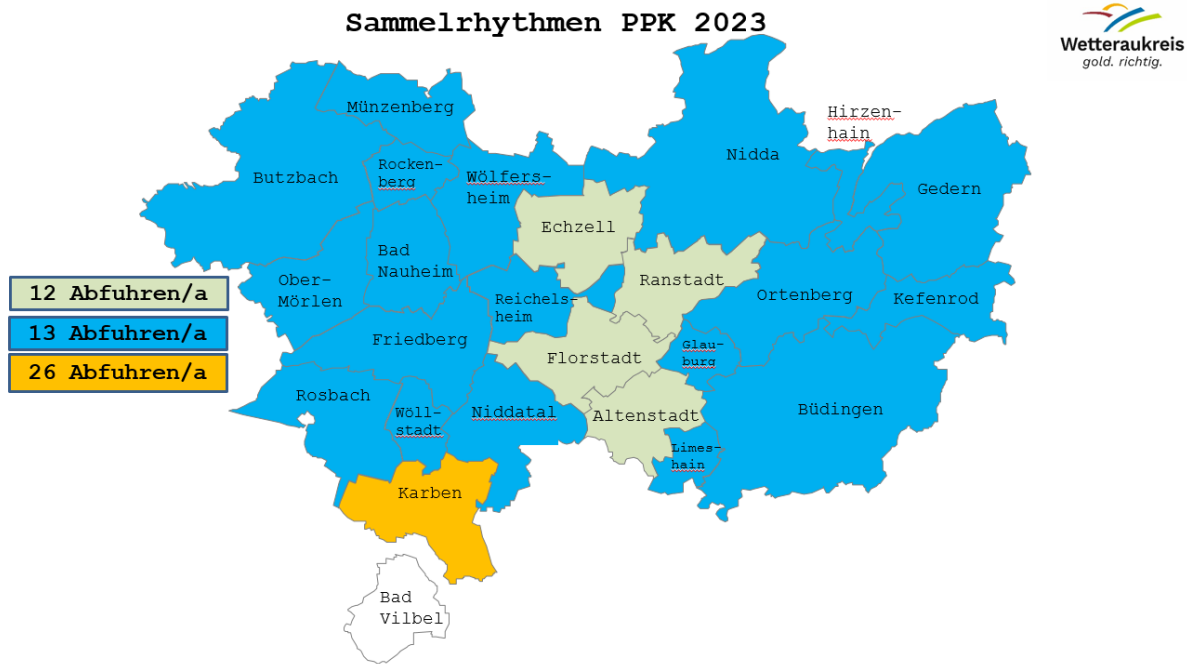 Sammelrhythmen PPK 2023
Wetteraukreis
gold. richtig.
Münzenberg
Hirzen-
hain
Nidda
Butzbach
Rocken-
berg
Wölfers-
heim
Gedern
Echzell
Bad
Nauheim
Ober-
Mörlen
Ranstadt
Ortenberg
Kefenrod
Reichels-
heim
12 Abfuhren/a
13 Abfuhren/a
26 Abfuhren/a
Friedberg
Florstadt
Glau-
burg
Rosbach
Wöll-
stadt
Niddatal
Altenstadt
Büdingen
Limes-
hain
Karben
Bad
Vilbel